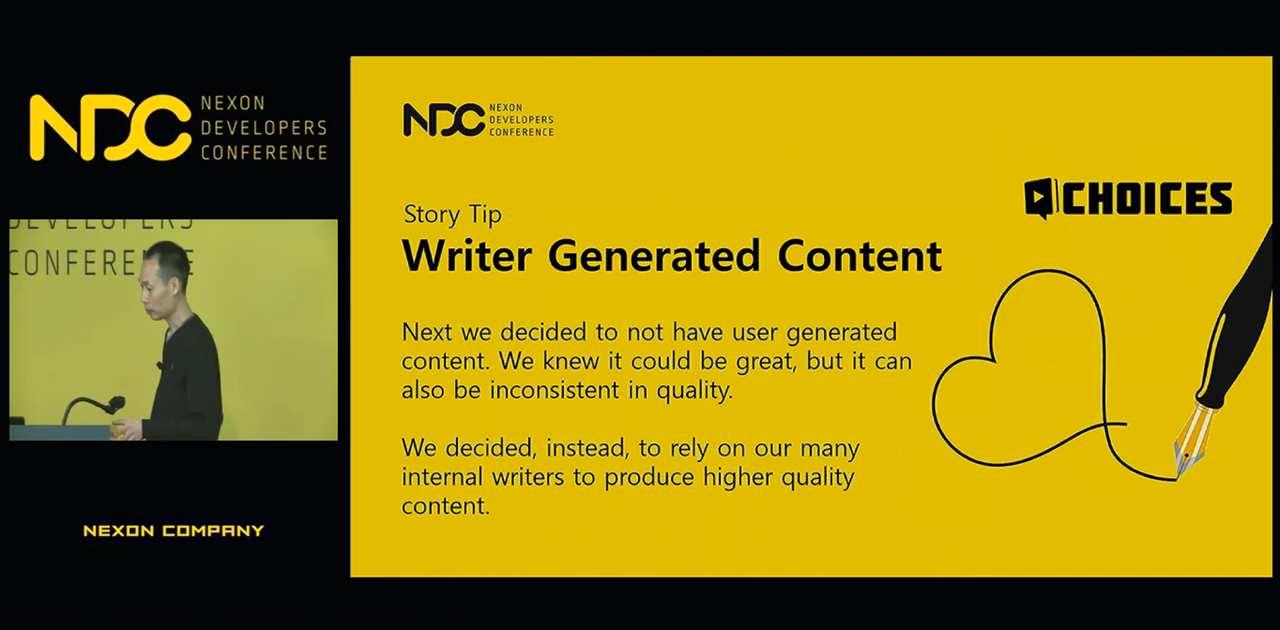 NDC
NEXON
DEVELOPERS
CONFERENCE
DEVELOPERS
CONFERENCE
NEXON COMPANY
NDC
NEXON
DEVELOPERS
CONFERENCE
CHOICES
Story Tip
Writer Generated Content
Next we decided to not have user generated
content. We knew it could be great, but it can
also be inconsistent in quality.
We decided, instead, to rely on our many
internal writers to produce higher quality
content.